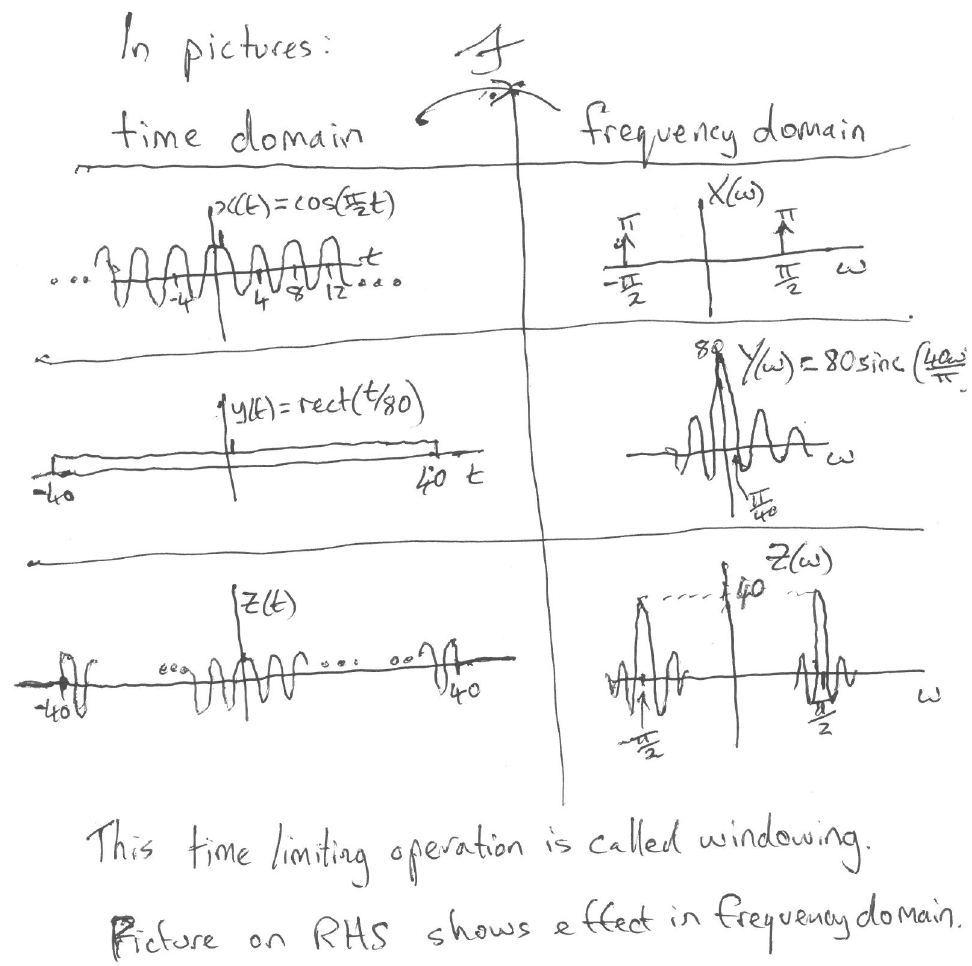 In pictures:
ℱ
time domain
frequency domain
x(t) = cos(π/2 t)
t
... -4 4 8 12 ....
X(ω)
π π
-π/2 π/2 ω
y(t) = rect(t/80)
-40 40 t
80 Y(ω) = 80 sinc (40ω/π)
ω
π/40
Z(t)
... .... ...
-40 40
Z(ω)
40
-π/2 π/2 ω
This time limiting operation is called windowing.
Picture on RHS shows effect in frequency domain.